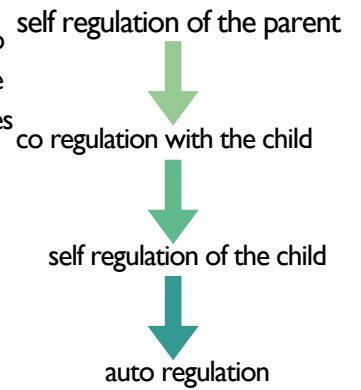 self regulation of the parent
co regulation with the child
self regulation of the child
auto regulation